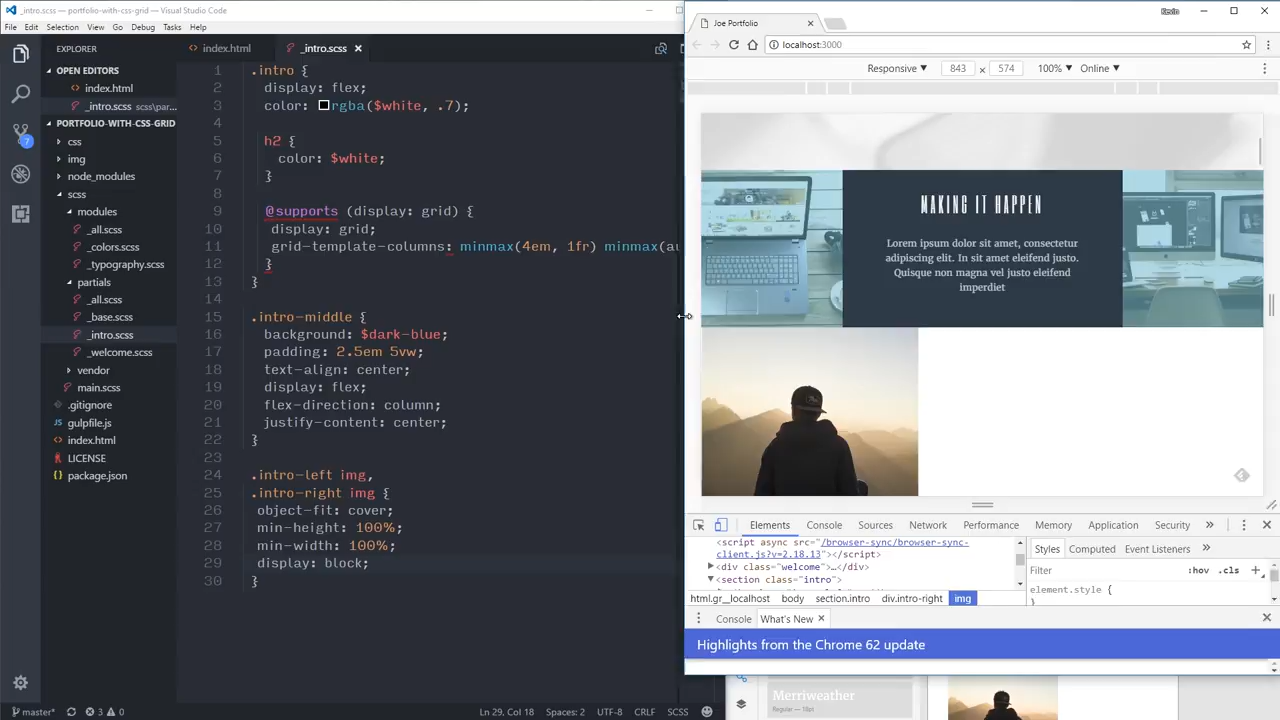 _intro.scss — portfolio-with-css-grid — Visual Studio Code
File Edit Selection View Go Debug Tasks Help
EXPLORER
OPEN EDITORS
index.html
_intro.scss scss\par...
PORTFOLIO-WITH-CSS-GRID
css
img
node_modules
scss
modules
_all.scss
_colors.scss
_typography.scss
partials
_all.scss
_base.scss
_intro.scss
_welcome.scss
vendor
main.scss
.gitignore
gulpfile.js
index.html
LICENSE
package.json
7
index.html _intro.scss
1 .intro {
2 display: flex;
3 color: rgba($white, .7);
4
5 h2 {
6 color: $white;
7 }
8
9 @supports (display: grid) {
10 display: grid;
11 grid-template-columns: minmax(4em, 1fr) minmax(au
12 }
13 }
14
15 .intro-middle {
16 background: $dark-blue;
17 padding: 2.5em 5vw;
18 text-align: center;
19 display: flex;
20 flex-direction: column;
21 justify-content: center;
22 }
23
24 .intro-left img,
25 .intro-right img {
26 object-fit: cover;
27 min-height: 100%;
28 min-width: 100%;
29 display: block;
30 }
master* 3 0 Ln 29, Col 18 Spaces: 2 UTF-8 CRLF SCSS
Kevin
Joe Portfolio
localhost:3000
Responsive 843 x 574 100% Online
MAKING IT HAPPEN
Lorem ipsum dolor sit amet, consectetur
adipiscing elit. In sit amet eleifend justo.
Quisque non magna vel justo eleifend
imperdiet
Elements Console Sources Network Performance Memory Application Security
<script async src="/browser-sync/browser-sync-
client.js?v=2.18.13"></script>
<div class="welcome">…</div>
<section class="intro">
html.gr__localhost body section.intro div.intro-right img
Styles Computed Event Listeners
Filter :hov .cls
element.style {
}
Console What's New
Highlights from the Chrome 62 update
Merriweather
Regular — 18pt